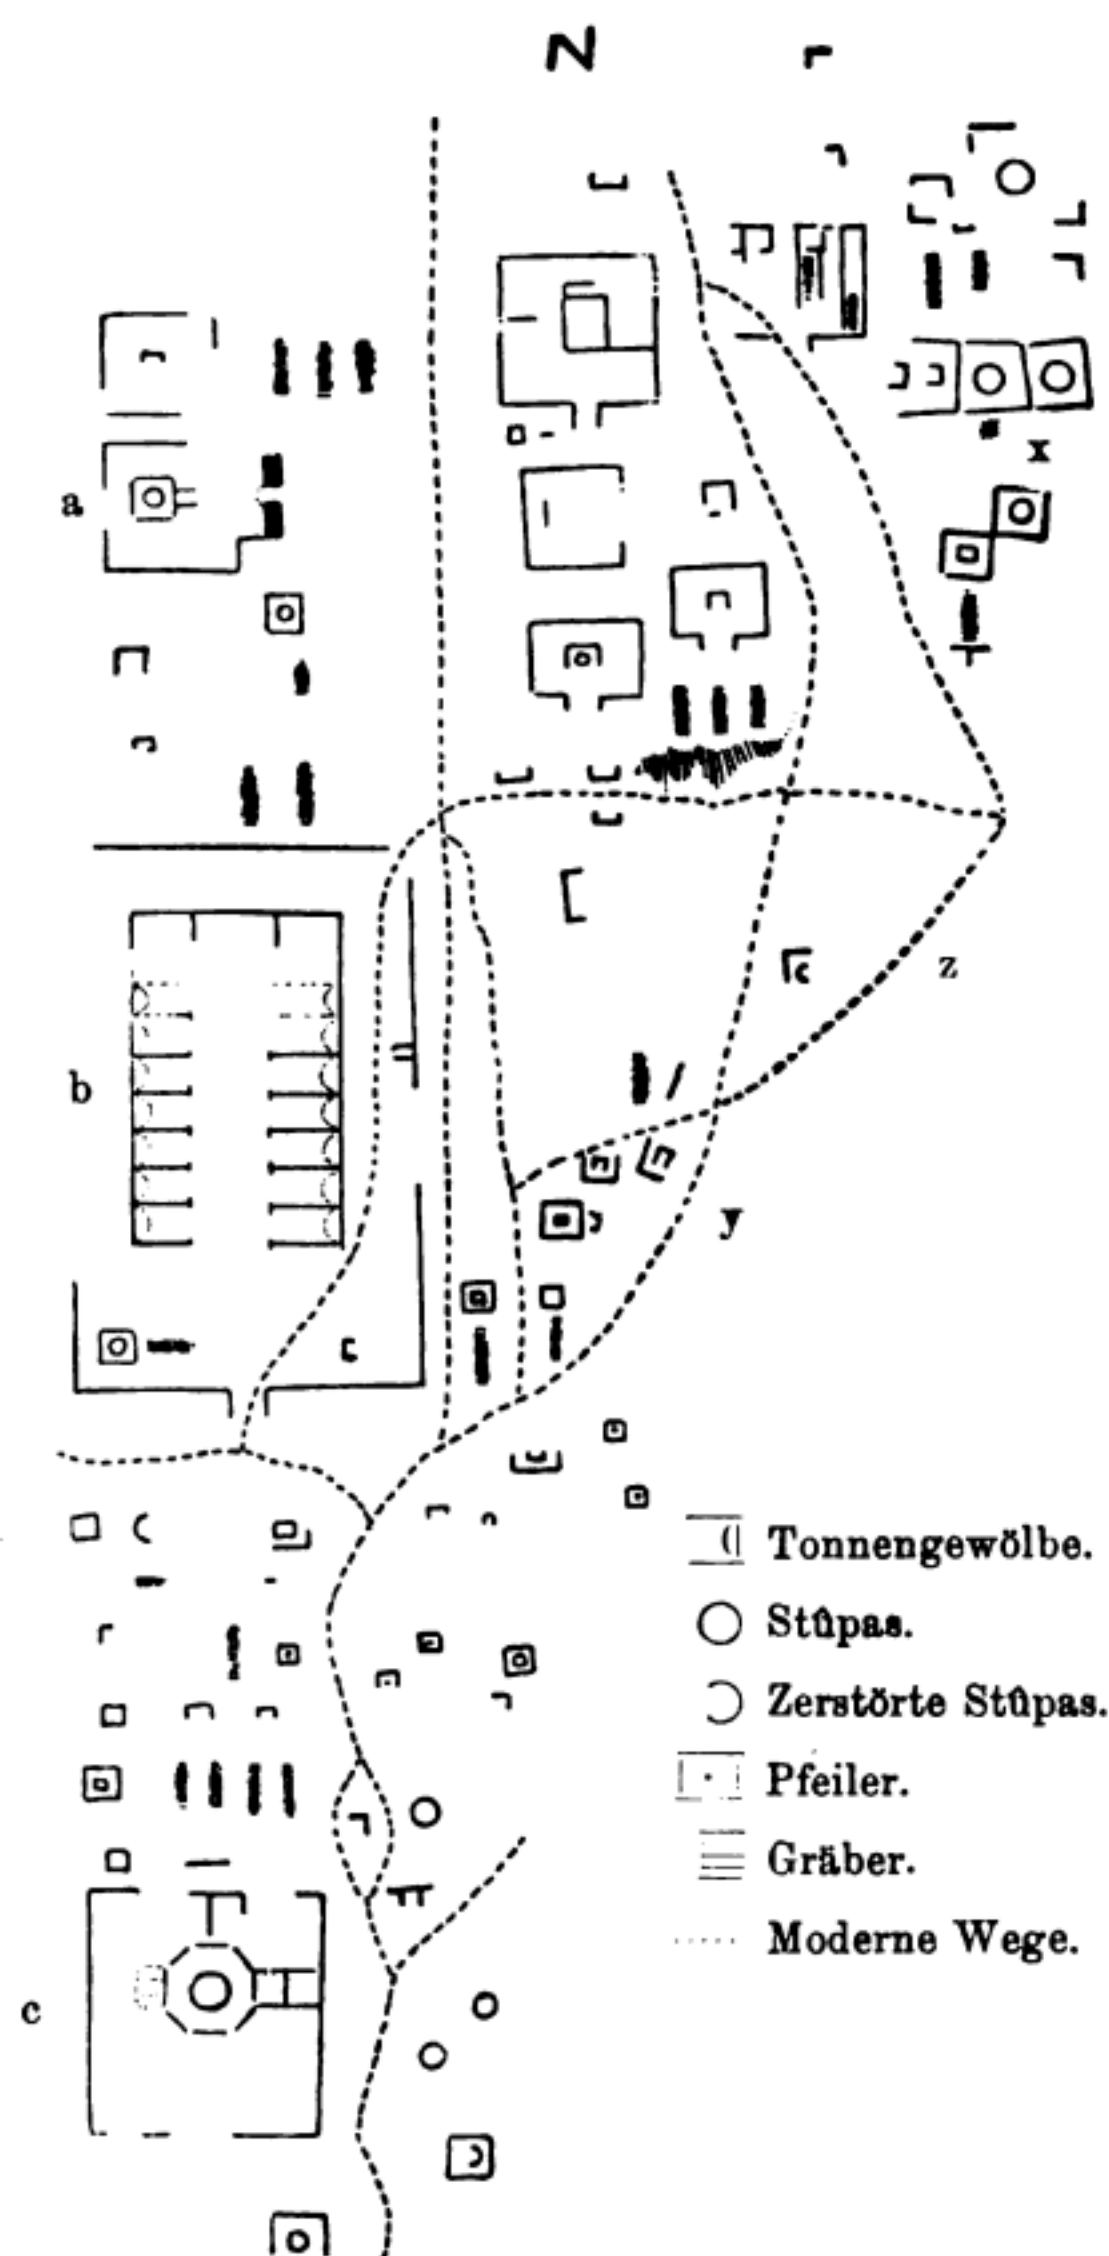 N
x
a
z
b
y
Tonnengewölbe.
Stûpas.
Zerstörte Stûpas.
Pfeiler.
Gräber.
Moderne Wege.
c